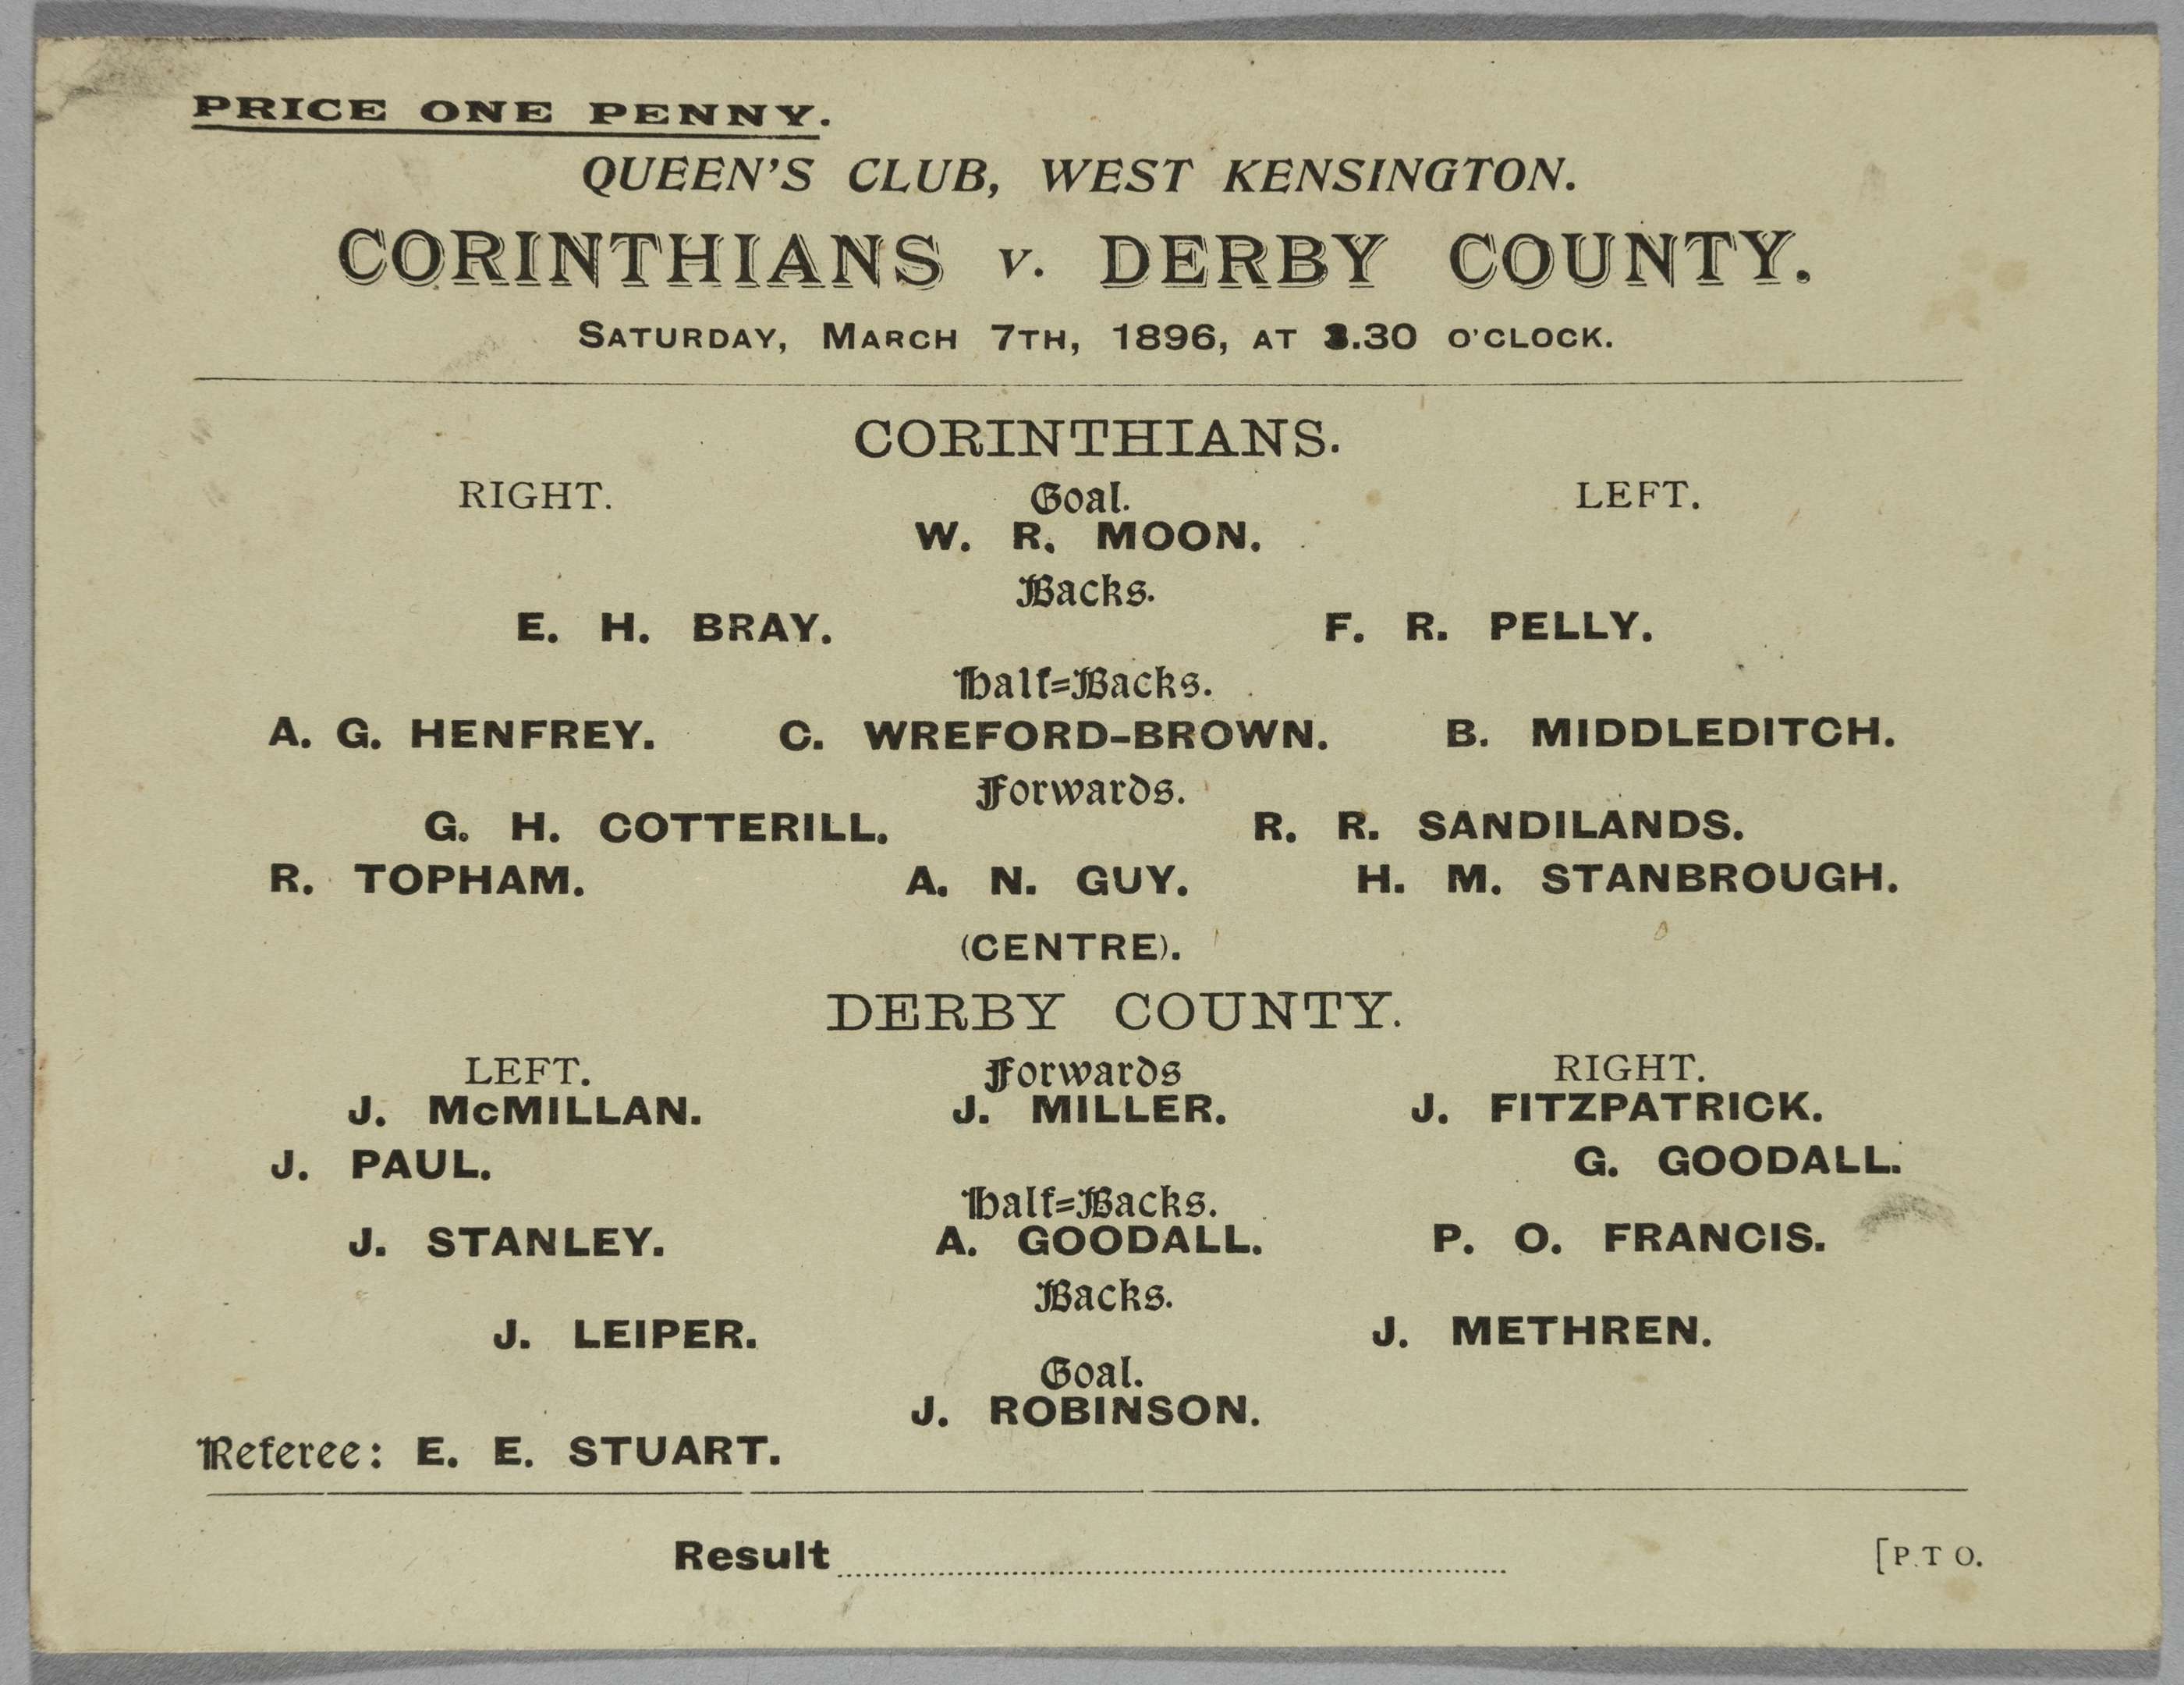 PRICE ONE PENNY.
QUEEN'S CLUB, WEST KENSINGTON.
CORINTHIANS v. DERBY COUNTY.
SATURDAY, MARCH 7TH, 1896, AT 3.30 O'CLOCK.
CORINTHIANS.
RIGHT. Goal. LEFT.
W. R. MOON.
Backs.
E. H. BRAY. F. R. PELLY.
Half=Backs.
A. G. HENFREY. C. WREFORD-BROWN. B. MIDDLEDITCH.
Forwards.
G. H. COTTERILL. R. R. SANDILANDS.
R. TOPHAM. A. N. GUY. H. M. STANBROUGH.
(CENTRE).
DERBY COUNTY.
LEFT. Forwards RIGHT.
J. McMILLAN. J. MILLER. J. FITZPATRICK.
J. PAUL. G. GOODALL.
Half=Backs.
J. STANLEY. A. GOODALL. P. O. FRANCIS.
Backs.
J. LEIPER. J. METHREN.
Goal.
J. ROBINSON.
Referee: E. E. STUART.
Result [P.T O.